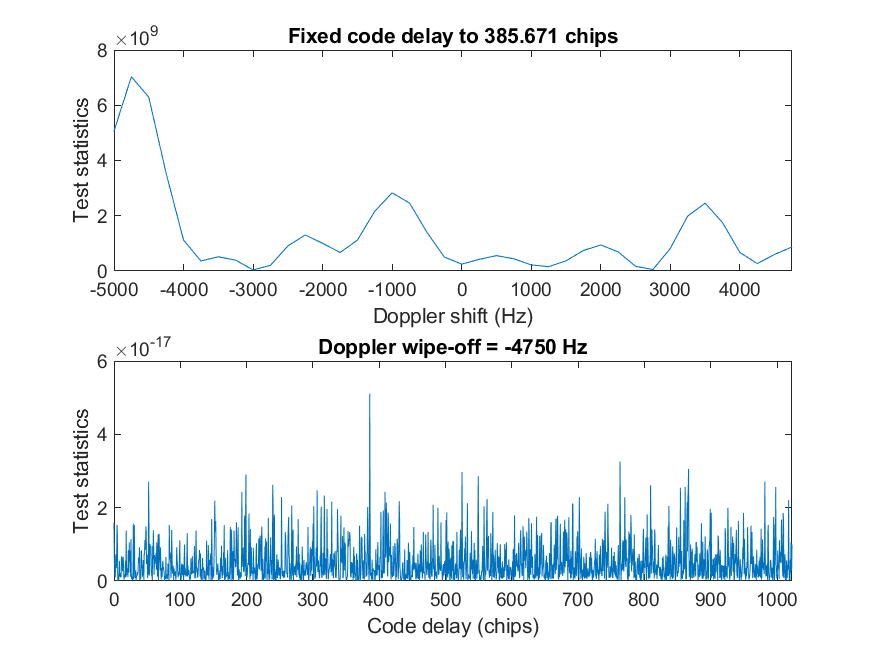 Fixed code delay to 385.671 chips
×10^9
8
6
4
2
0
Test statistics
-5000 -4000 -3000 -2000 -1000 0 1000 2000 3000 4000
Doppler shift (Hz)
Doppler wipe-off = -4750 Hz
×10^-17
6
4
2
0
Test statistics
0 100 200 300 400 500 600 700 800 900 1000
Code delay (chips)